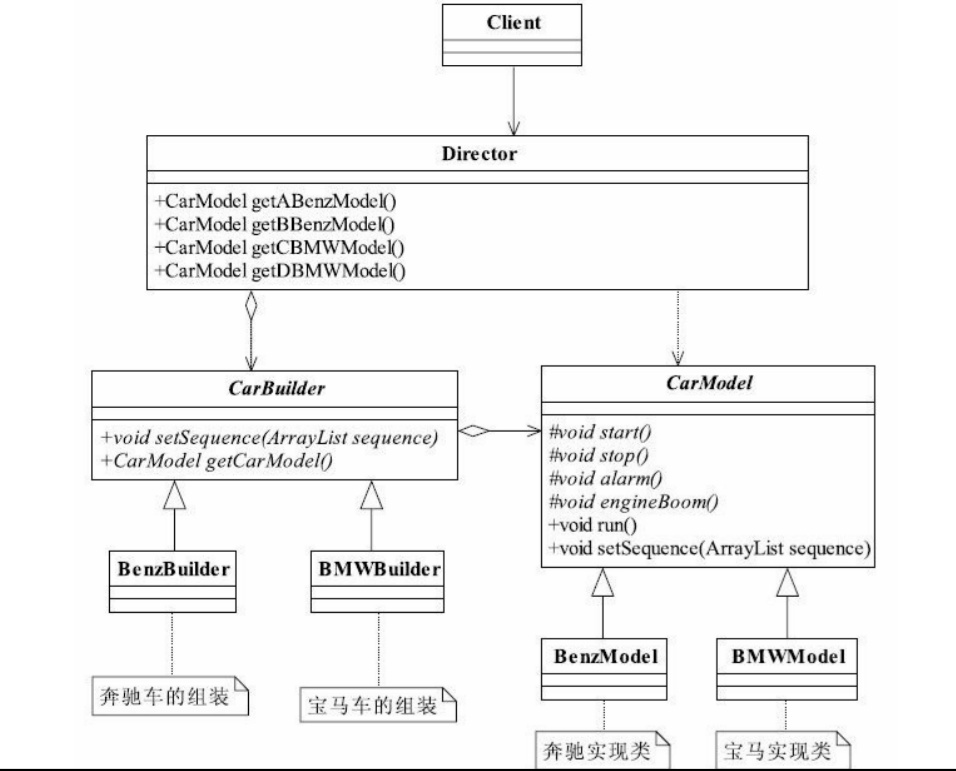 Client
Director
+CarModel getABenzModel()
+CarModel getBBenzModel()
+CarModel getCBMWModel()
+CarModel getDBMWModel()
CarBuilder
+void setSequence(ArrayList sequence)
+CarModel getCarModel()
CarModel
#void start()
#void stop()
#void alarm()
#void engineBoom()
+void run()
+void setSequence(ArrayList sequence)
BenzBuilder
BMWBuilder
BenzModel
BMWModel
奔驰车的组装
宝马车的组装
奔驰实现类
宝马实现类